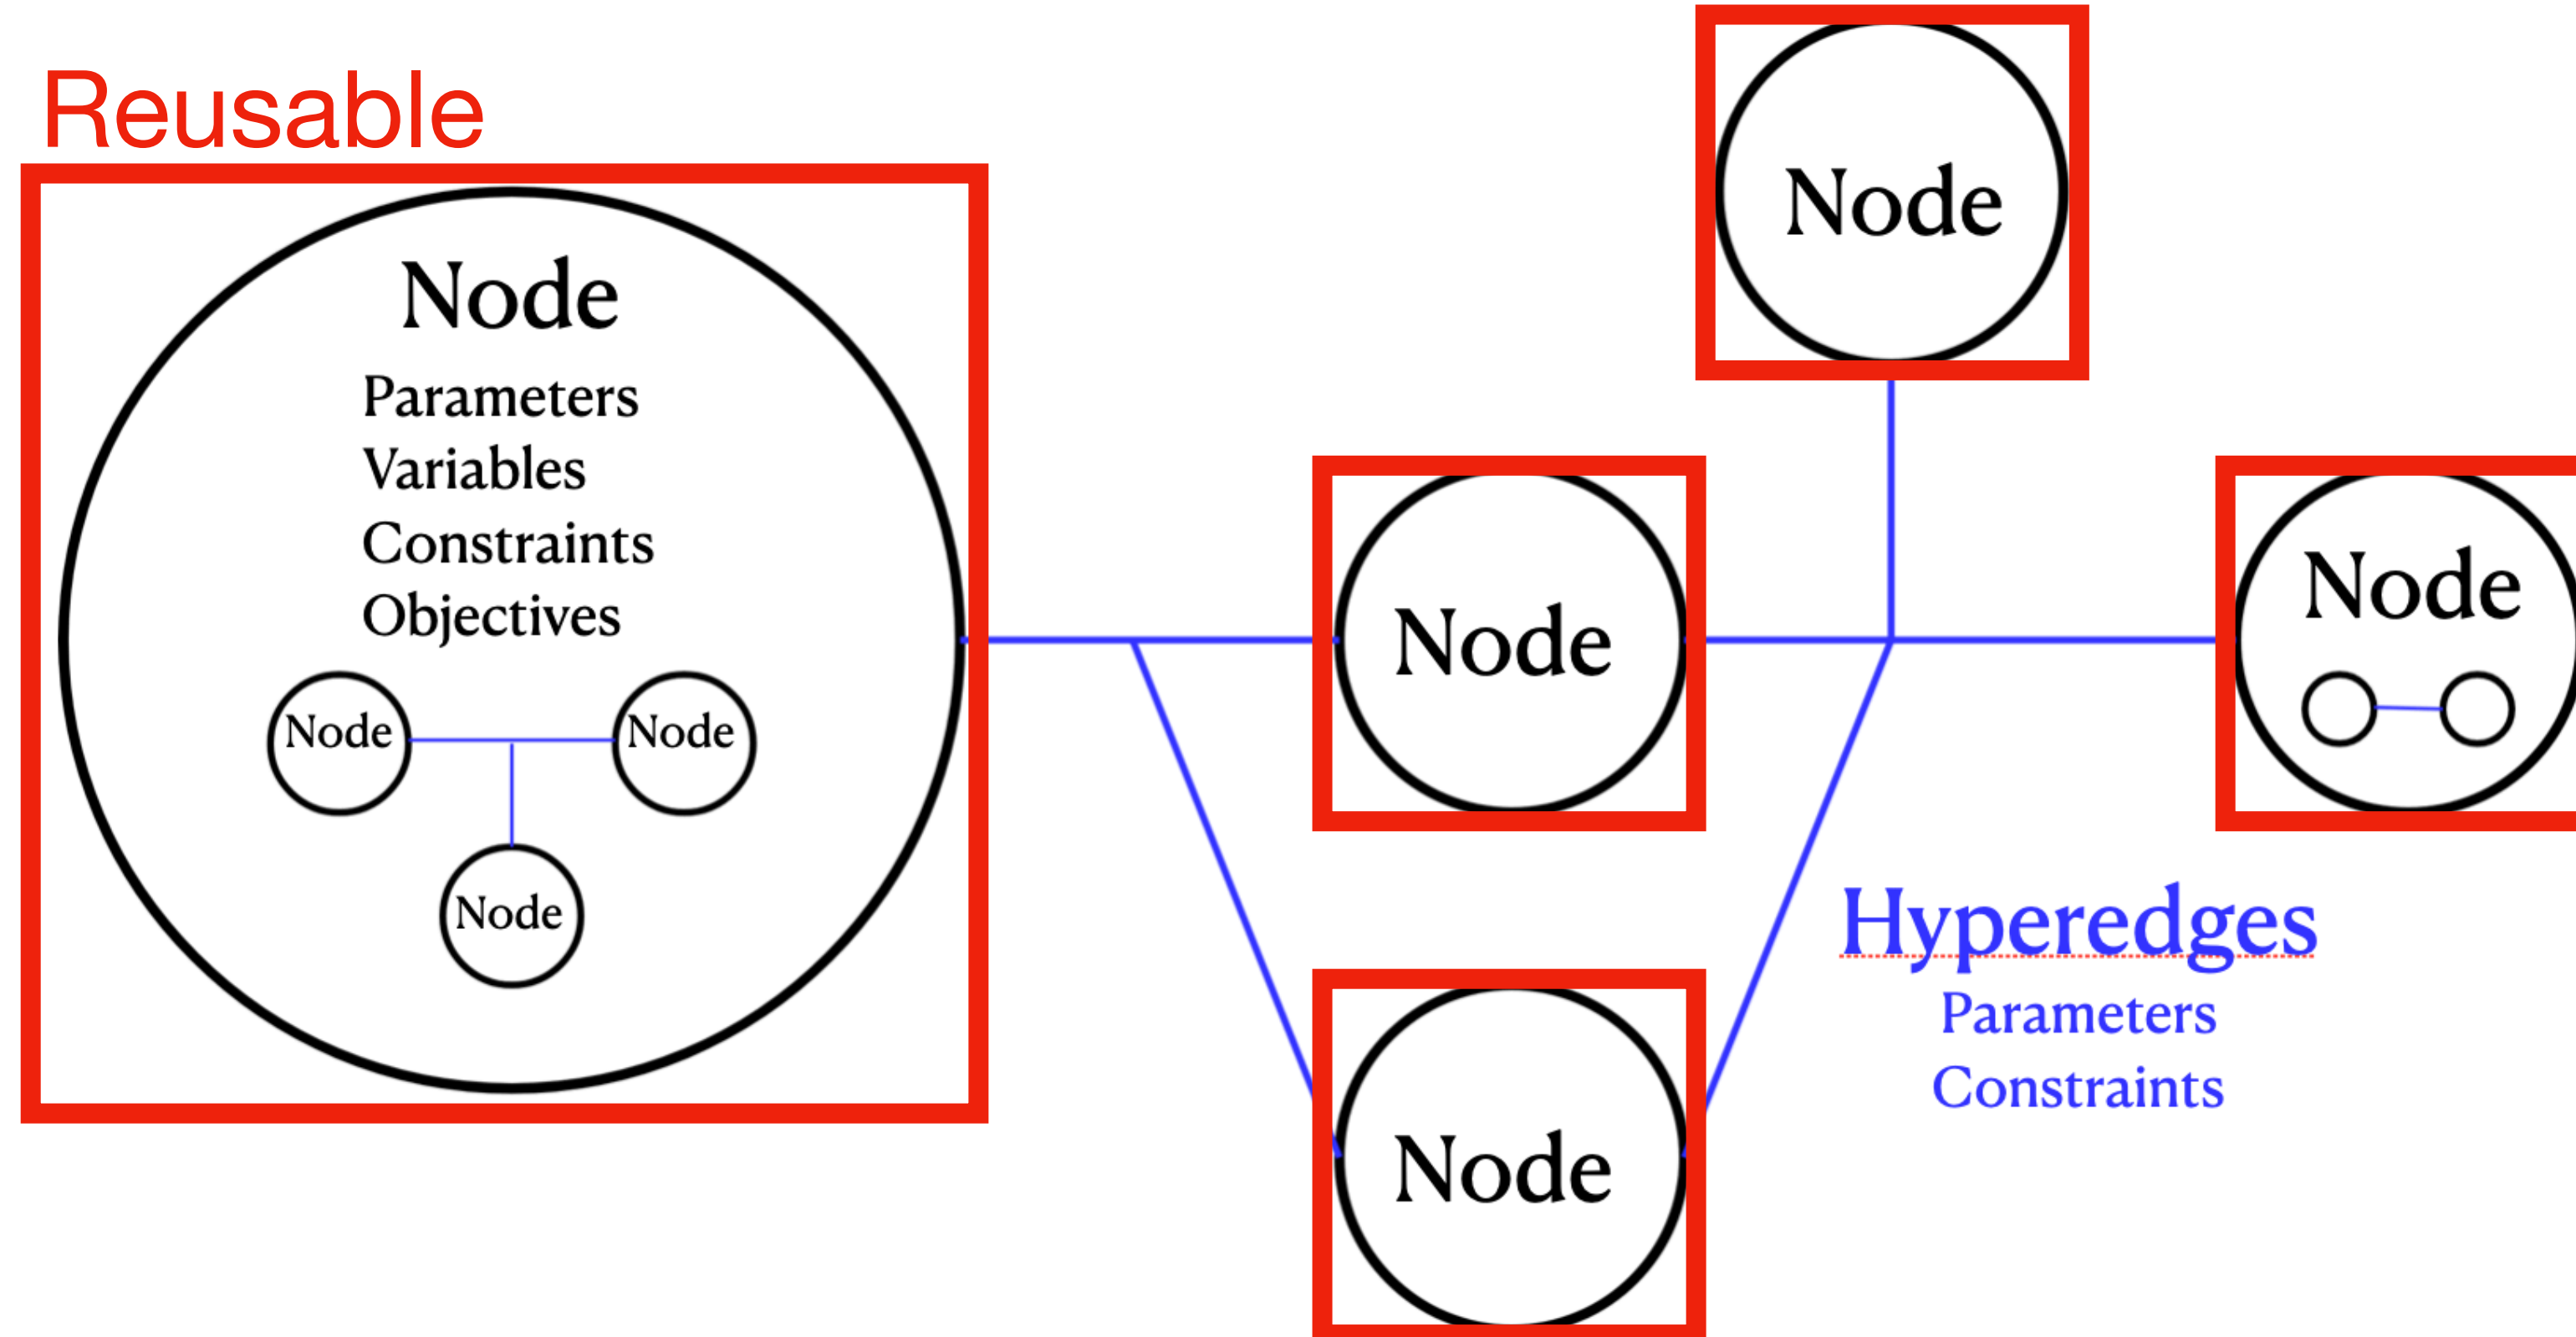 Reusable
Node
Parameters
Variables
Constraints
Objectives
Node
Node
Node
Node
Node
Node
Node
Hyperedges
Parameters
Constraints